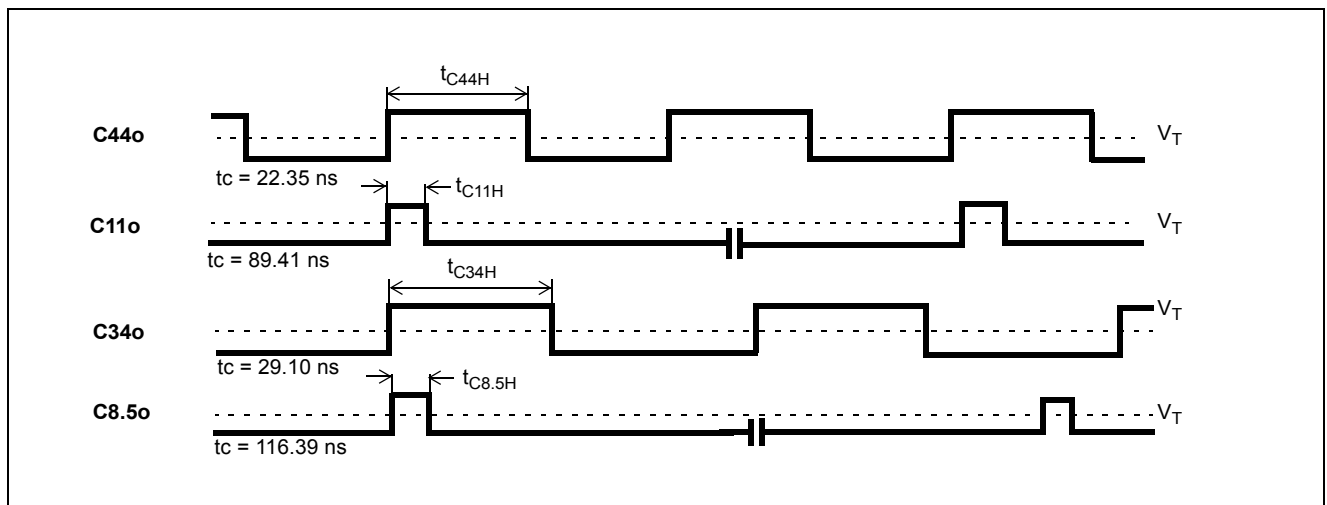 tC44H
C44o
VT
tc = 22.35 ns
tC11H
C11o
VT
tc = 89.41 ns
tC34H
C34o
VT
tc = 29.10 ns
tC8.5H
C8.5o
VT
tc = 116.39 ns